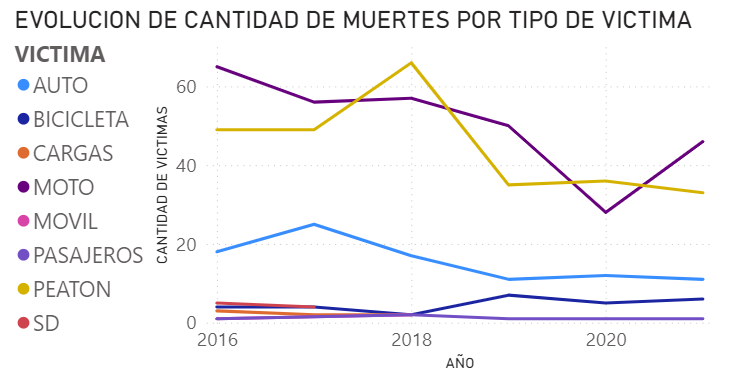 EVOLUCION DE CANTIDAD DE MUERTES POR TIPO DE VICTIMA
VICTIMA
AUTO
BICICLETA
CARGAS
MOTO
MOVIL
PASAJEROS
PEATON
SD
CANTIDAD DE VICTIMAS
60
40
20
0
2016
2018
2020
AÑO